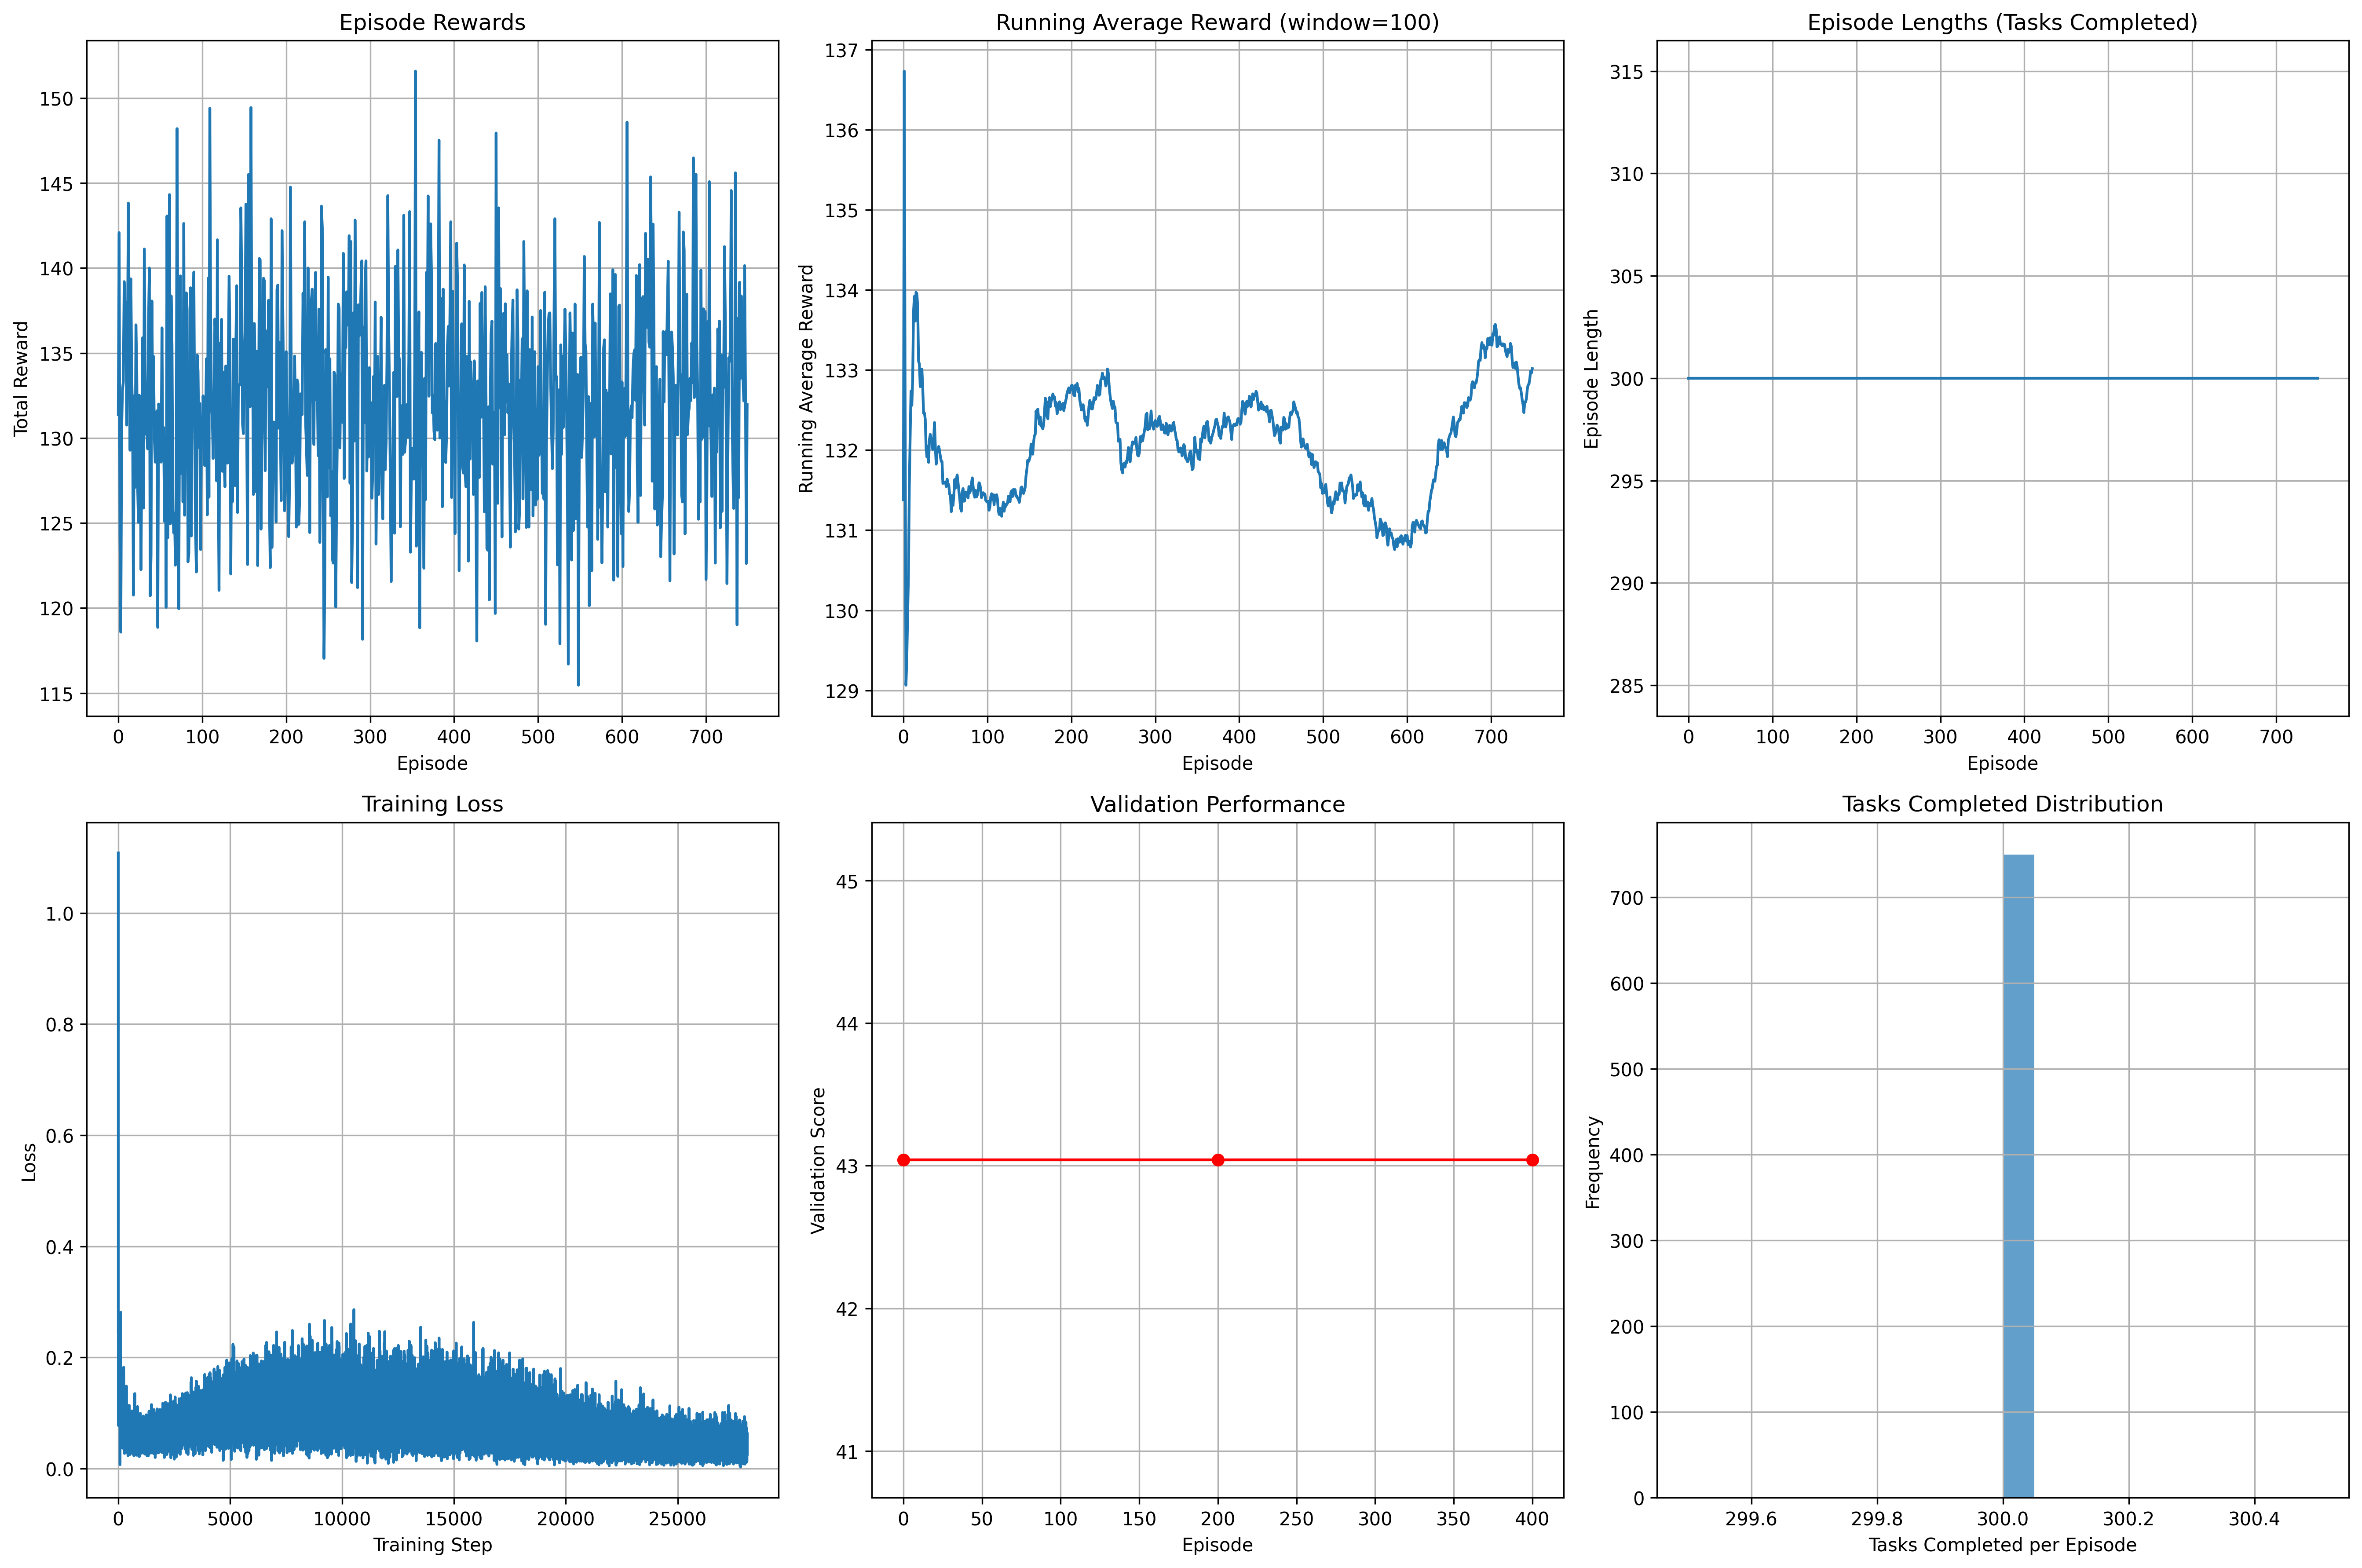 Episode Rewards
Total Reward
150
145
140
135
130
125
120
115
0 100 200 300 400 500 600 700
Episode
Running Average Reward (window=100)
Running Average Reward
137
136
135
134
133
132
131
130
129
0 100 200 300 400 500 600 700
Episode
Episode Lengths (Tasks Completed)
Episode Length
315
310
305
300
295
290
285
0 100 200 300 400 500 600 700
Episode
Training Loss
Loss
1.0
0.8
0.6
0.4
0.2
0.0
0 5000 10000 15000 20000 25000
Training Step
Validation Performance
Validation Score
45
44
43
42
41
0 50 100 150 200 250 300 350 400
Episode
Tasks Completed Distribution
Frequency
700
600
500
400
300
200
100
0
299.6 299.8 300.0 300.2 300.4
Tasks Completed per Episode